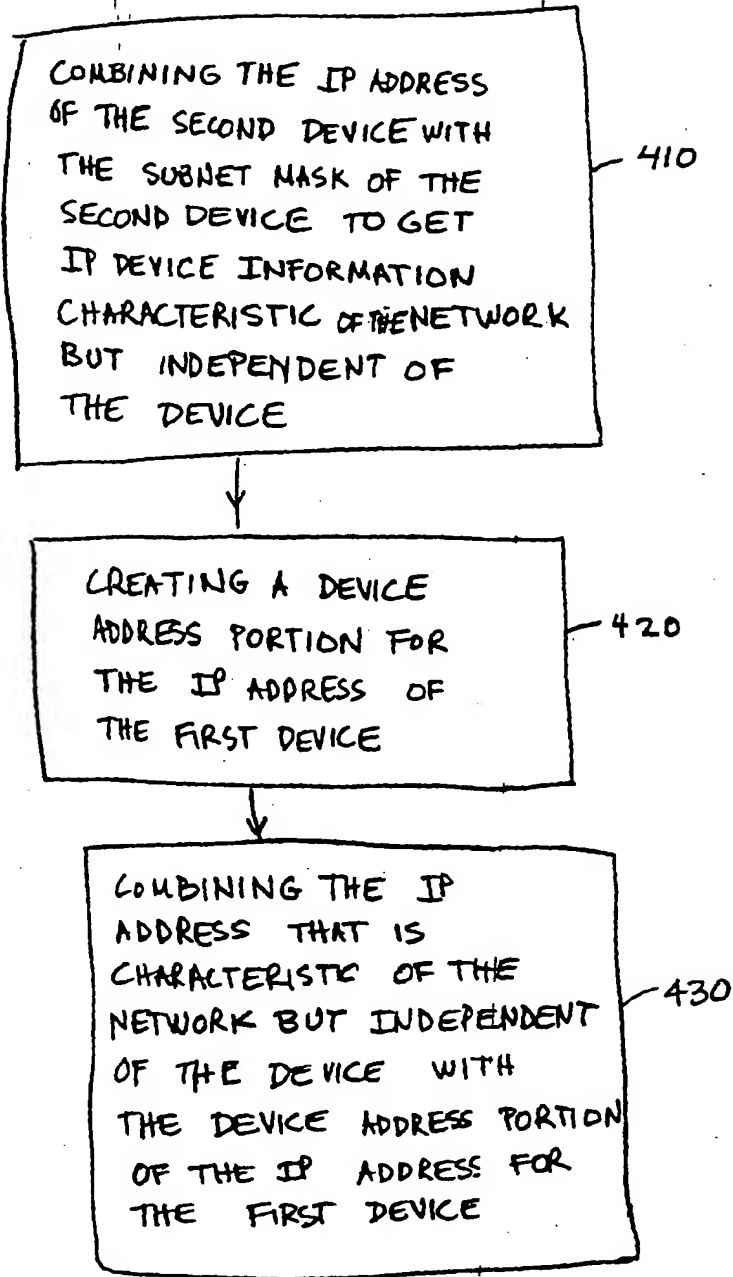 COMBINING THE IP ADDRESS
OF THE SECOND DEVICE WITH
THE SUBNET MASK OF THE
SECOND DEVICE TO GET
IP DEVICE INFORMATION
CHARACTERISTIC OF THE NETWORK
BUT INDEPENDENT OF
THE DEVICE
410
CREATING A DEVICE
ADDRESS PORTION FOR
THE IP ADDRESS OF
THE FIRST DEVICE
420
COMBINING THE IP
ADDRESS THAT IS
CHARACTERISTIC OF THE
NETWORK BUT INDEPENDENT
OF THE DEVICE WITH
THE DEVICE ADDRESS PORTION
OF THE IP ADDRESS FOR
THE FIRST DEVICE
430